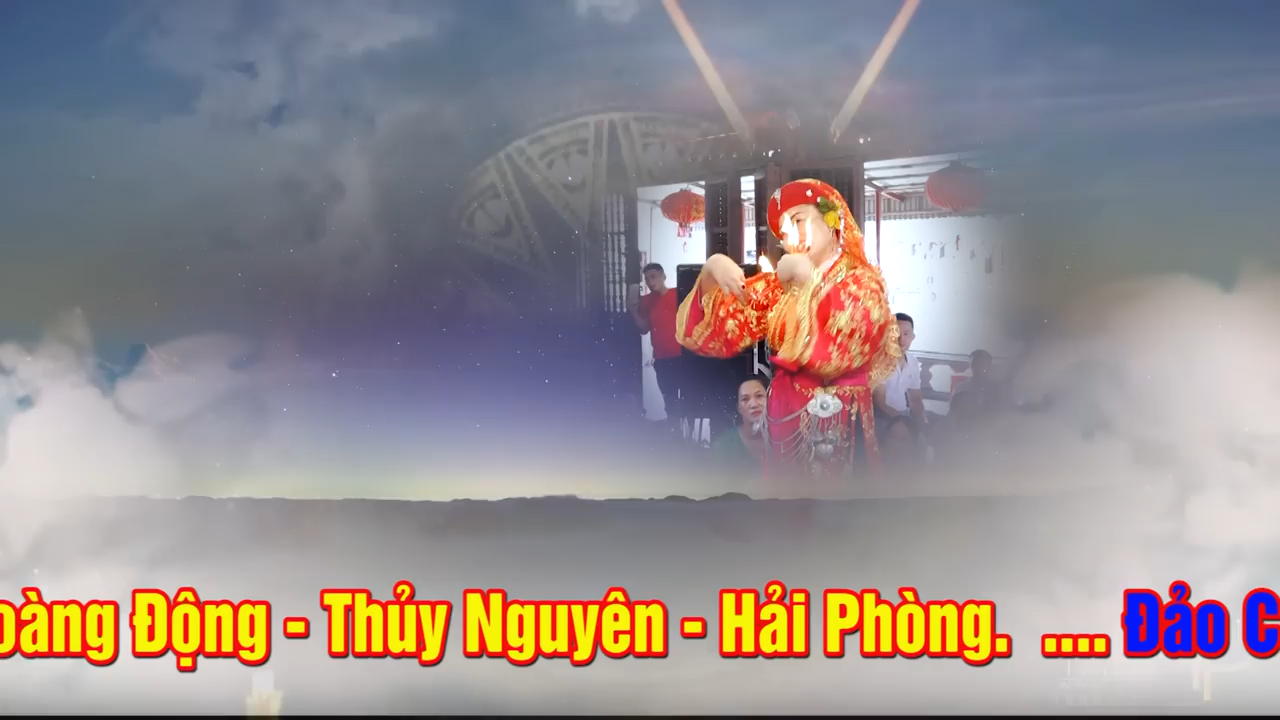 oàng Động - Thủy Nguyên - Hải Phòng. .... Đảo C